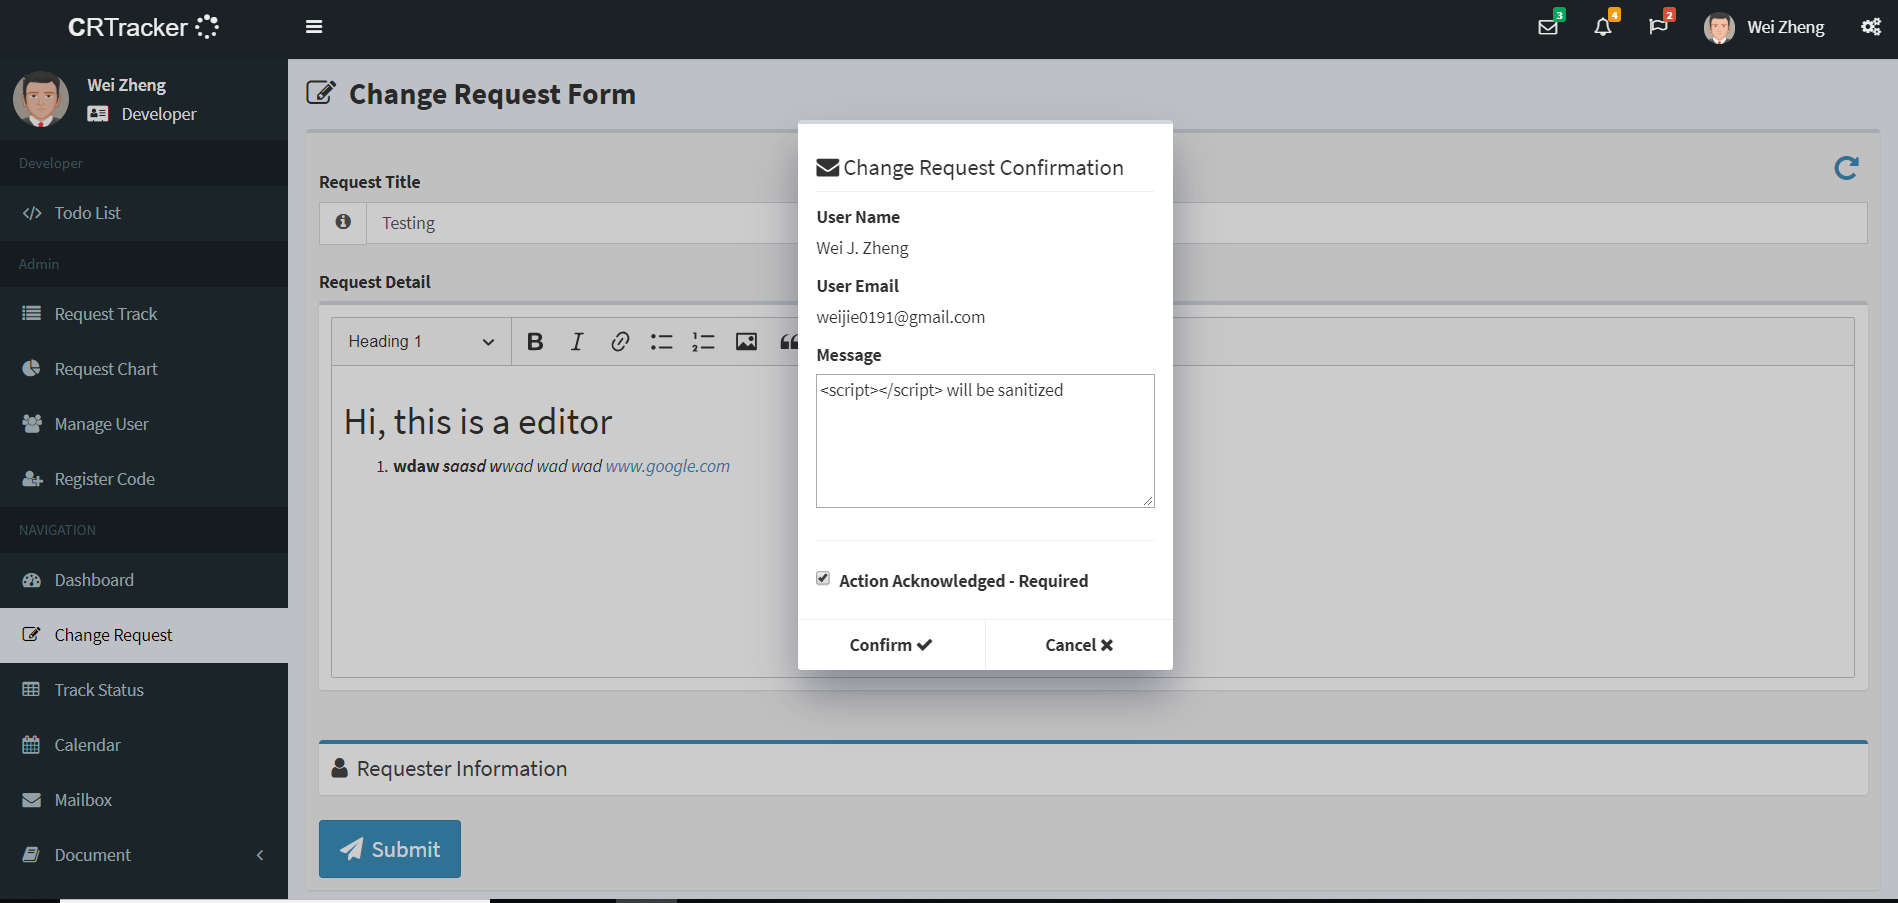 CRTracker
3
4
2
Wei Zheng
Wei Zheng
Developer
Developer
Todo List
Admin
Request Track
Request Chart
Manage User
Register Code
NAVIGATION
Dashboard
Change Request
Track Status
Calendar
Mailbox
Document
Change Request Form
Request Title
Testing
Request Detail
Heading 1
Hi, this is a editor
1. wdaw saasd wwad wad wad www.google.com
Requester Information
Submit
Change Request Confirmation
User Name
Wei J. Zheng
User Email
weijie0191@gmail.com
Message
<script></script> will be sanitized
Action Acknowledged - Required
Confirm
Cancel